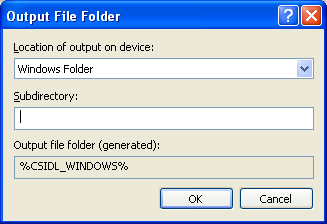 Output File Folder
Location of output on device:
Windows Folder
Subdirectory:
Output file folder (generated):
%CSIDL_WINDOWS%
OK Cancel